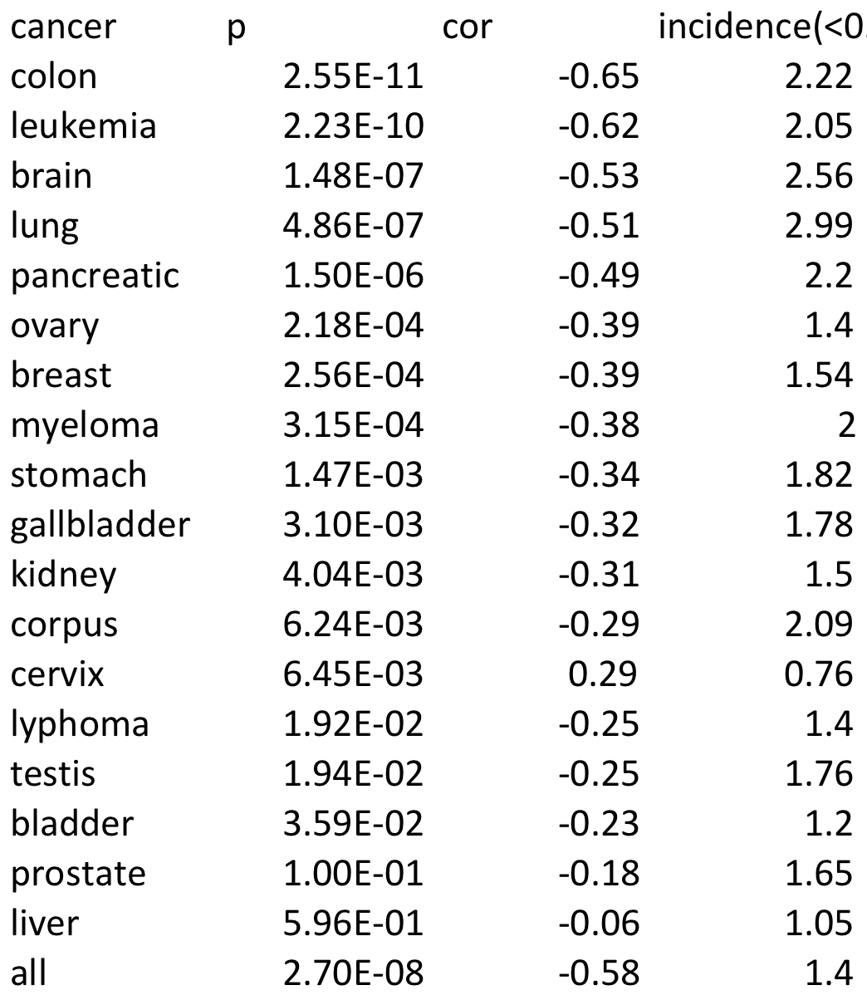 cancer p cor incidence(<0.
colon 2.55E-11 -0.65 2.22
leukemia 2.23E-10 -0.62 2.05
brain 1.48E-07 -0.53 2.56
lung 4.86E-07 -0.51 2.99
pancreatic 1.50E-06 -0.49 2.2
ovary 2.18E-04 -0.39 1.4
breast 2.56E-04 -0.39 1.54
myeloma 3.15E-04 -0.38 2
stomach 1.47E-03 -0.34 1.82
gallbladder 3.10E-03 -0.32 1.78
kidney 4.04E-03 -0.31 1.5
corpus 6.24E-03 -0.29 2.09
cervix 6.45E-03 0.29 0.76
lyphoma 1.92E-02 -0.25 1.4
testis 1.94E-02 -0.25 1.76
bladder 3.59E-02 -0.23 1.2
prostate 1.00E-01 -0.18 1.65
liver 5.96E-01 -0.06 1.05
all 2.70E-08 -0.58 1.4